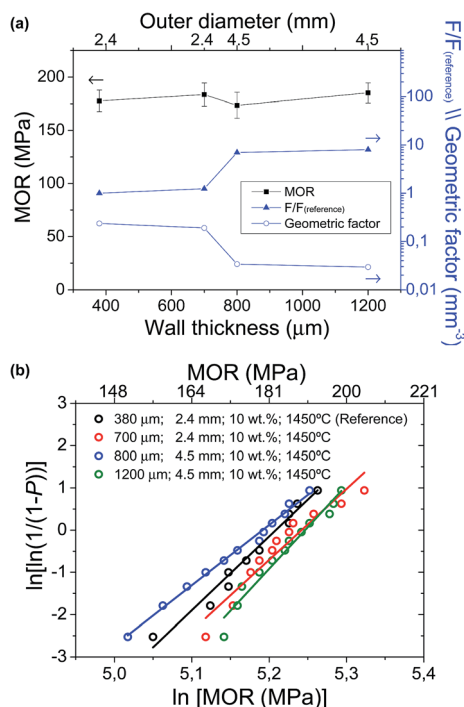 (a)
Outer diameter (mm)
2,4 2,4 4,5 4,5
200
150
100
50
0
MOR (MPa)
MOR
F/F(reference)
Geometric factor
100
10
1
0,1
0,01
F/F(reference) \\ Geometric factor (mm-3)
400 600 800 1000 1200
Wall thickness (μm)
(b)
MOR (MPa)
148 164 181 200 221
380 μm; 2.4 mm; 10 wt.%; 1450ºC (Reference)
700 μm; 2.4 mm; 10 wt.%; 1450ºC
800 μm; 4.5 mm; 10 wt.%; 1450ºC
1200 μm; 4.5 mm; 10 wt.%; 1450ºC
3
2
1
0
-1
-2
-3
ln[ln(1/(1-P))]
5,0 5,1 5,2 5,3 5,4
ln [MOR (MPa)]